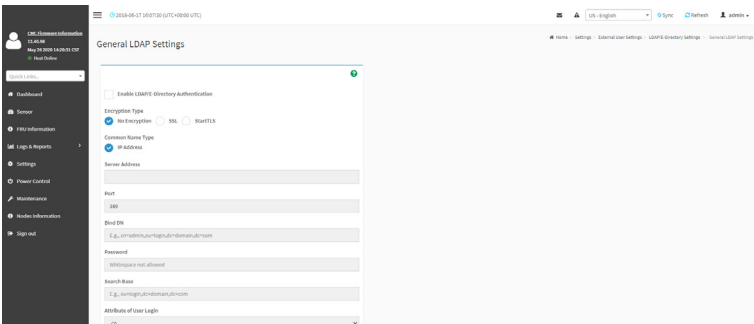 2018-06-17 16:07:30 (UTC+00:00 UTC)
US - English
Sync
Refresh
admin
CMC Firmware Information
12.40.98
May 26 2020 14:20:31 CST
Host Online
Quick Links...
Dashboard
Sensor
FRU Information
Logs & Reports
Settings
Power Control
Maintenance
Nodes Information
Sign out
General LDAP Settings
Home > Settings > External User Settings > LDAP/E-Directory Settings > General LDAP Settings
Enable LDAP/E-Directory Authentication
Encryption Type
No Encryption SSL StartTLS
Common Name Type
IP Address
Server Address
Port
389
Bind DN
E.g., cn=admin,ou=login,dc=domain,dc=com
Password
Whitespace not allowed
Search Base
E.g., ou=login,dc=domain,dc=com
Attribute of User Login